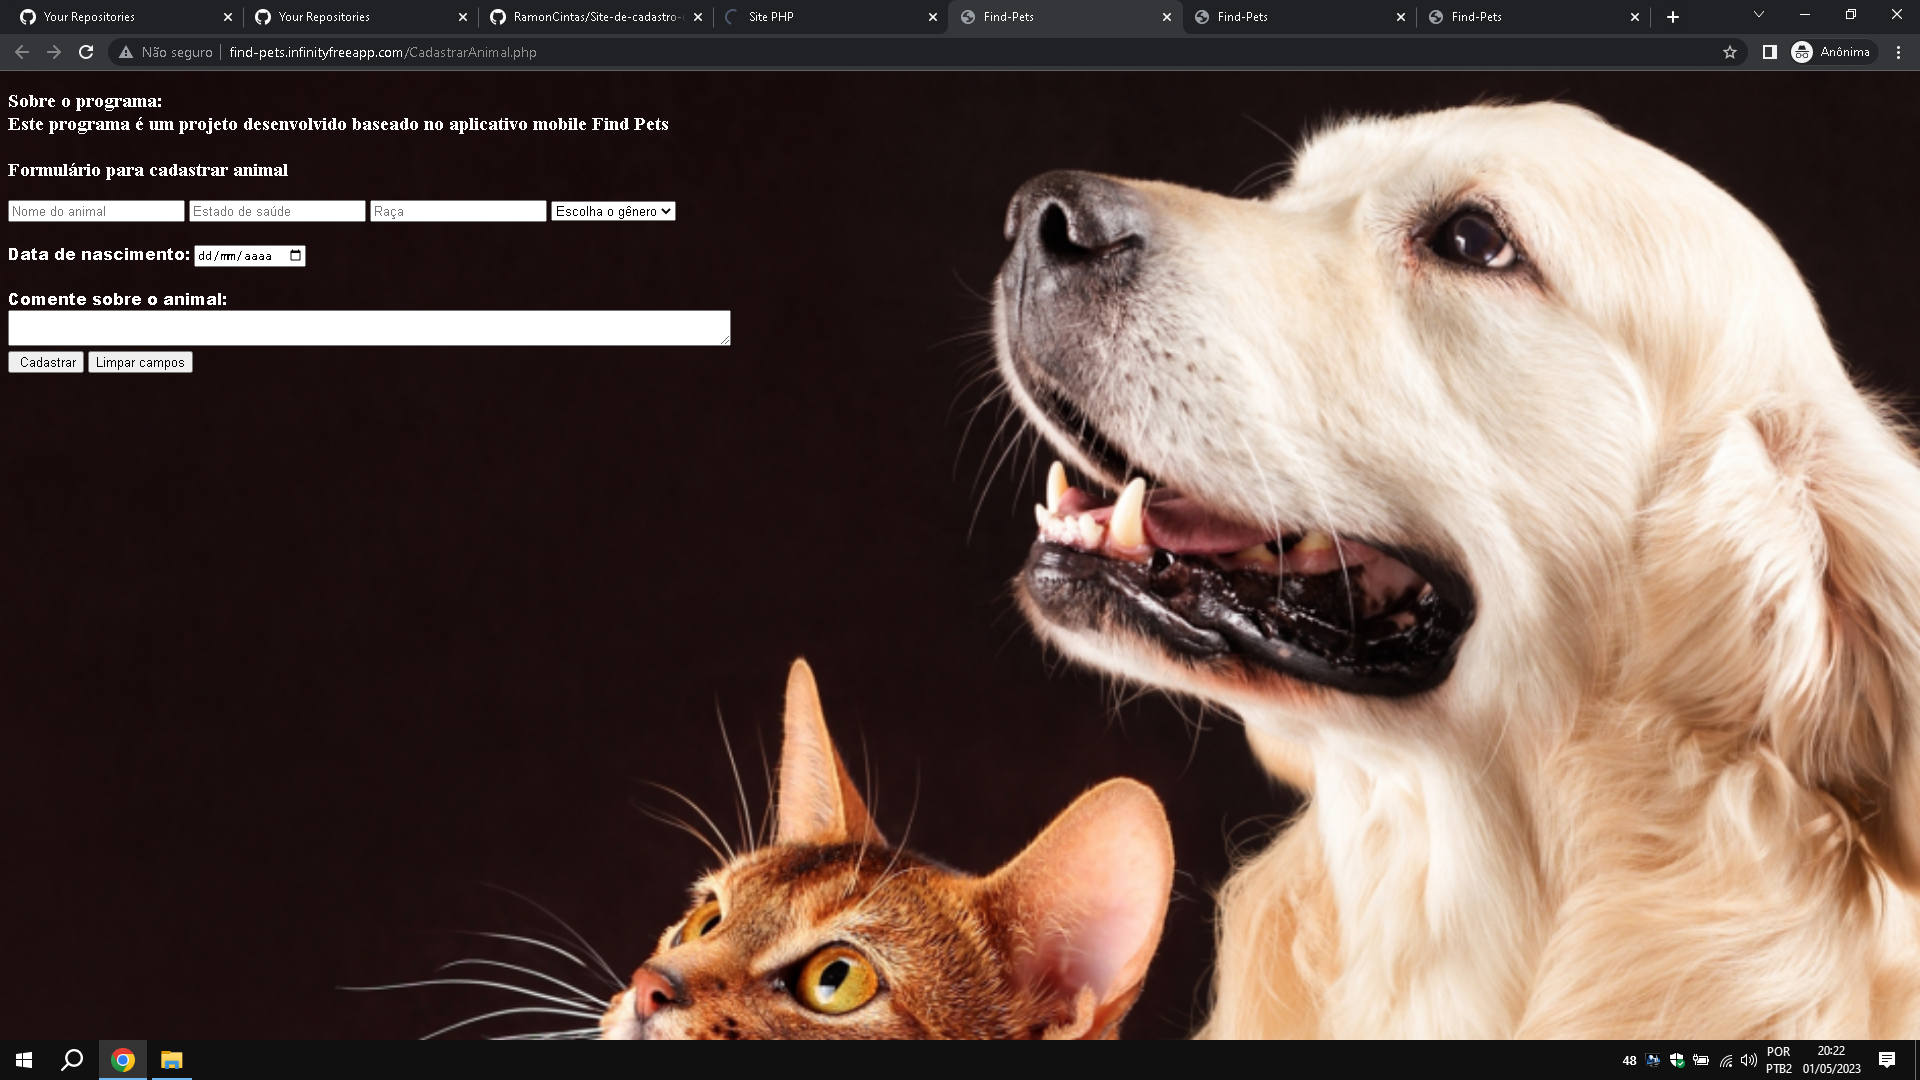 Your Repositories
Your Repositories
RamonCintas/Site-de-cadastro-
Site PHP
Find-Pets
Find-Pets
Find-Pets
Não seguro
find-pets.infinityfreeapp.com/CadastrarAnimal.php
Anónima
Sobre o programa:
Este programa é um projeto desenvolvido baseado no aplicativo mobile Find Pets
Formulário para cadastrar animal
Nome do animal Estado de saúde Raça Escolha o gênero
Data de nascimento: dd/mm/aaaa
Comente sobre o animal:
Cadastrar Limpar campos
48
POR
PTB2
20:22
01/05/2023